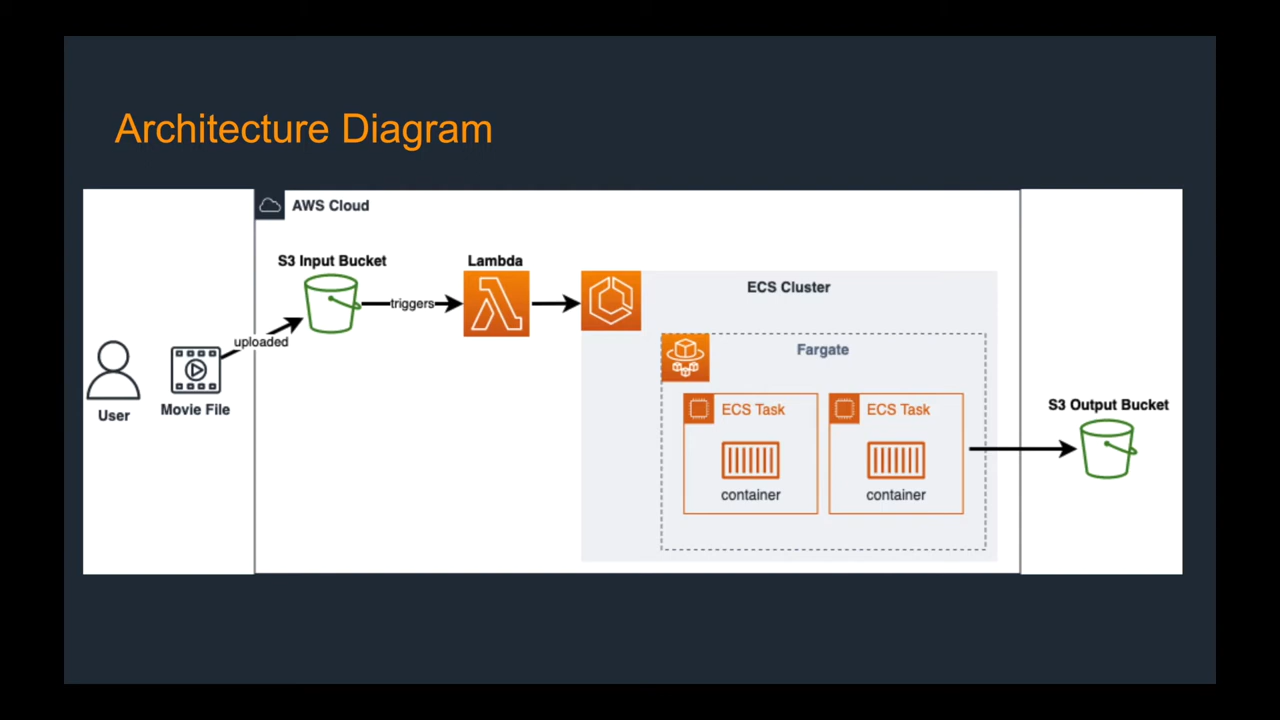 Architecture Diagram
AWS Cloud
S3 Input Bucket
Lambda
triggers
uploaded
User
Movie File
ECS Cluster
Fargate
ECS Task
container
ECS Task
container
S3 Output Bucket